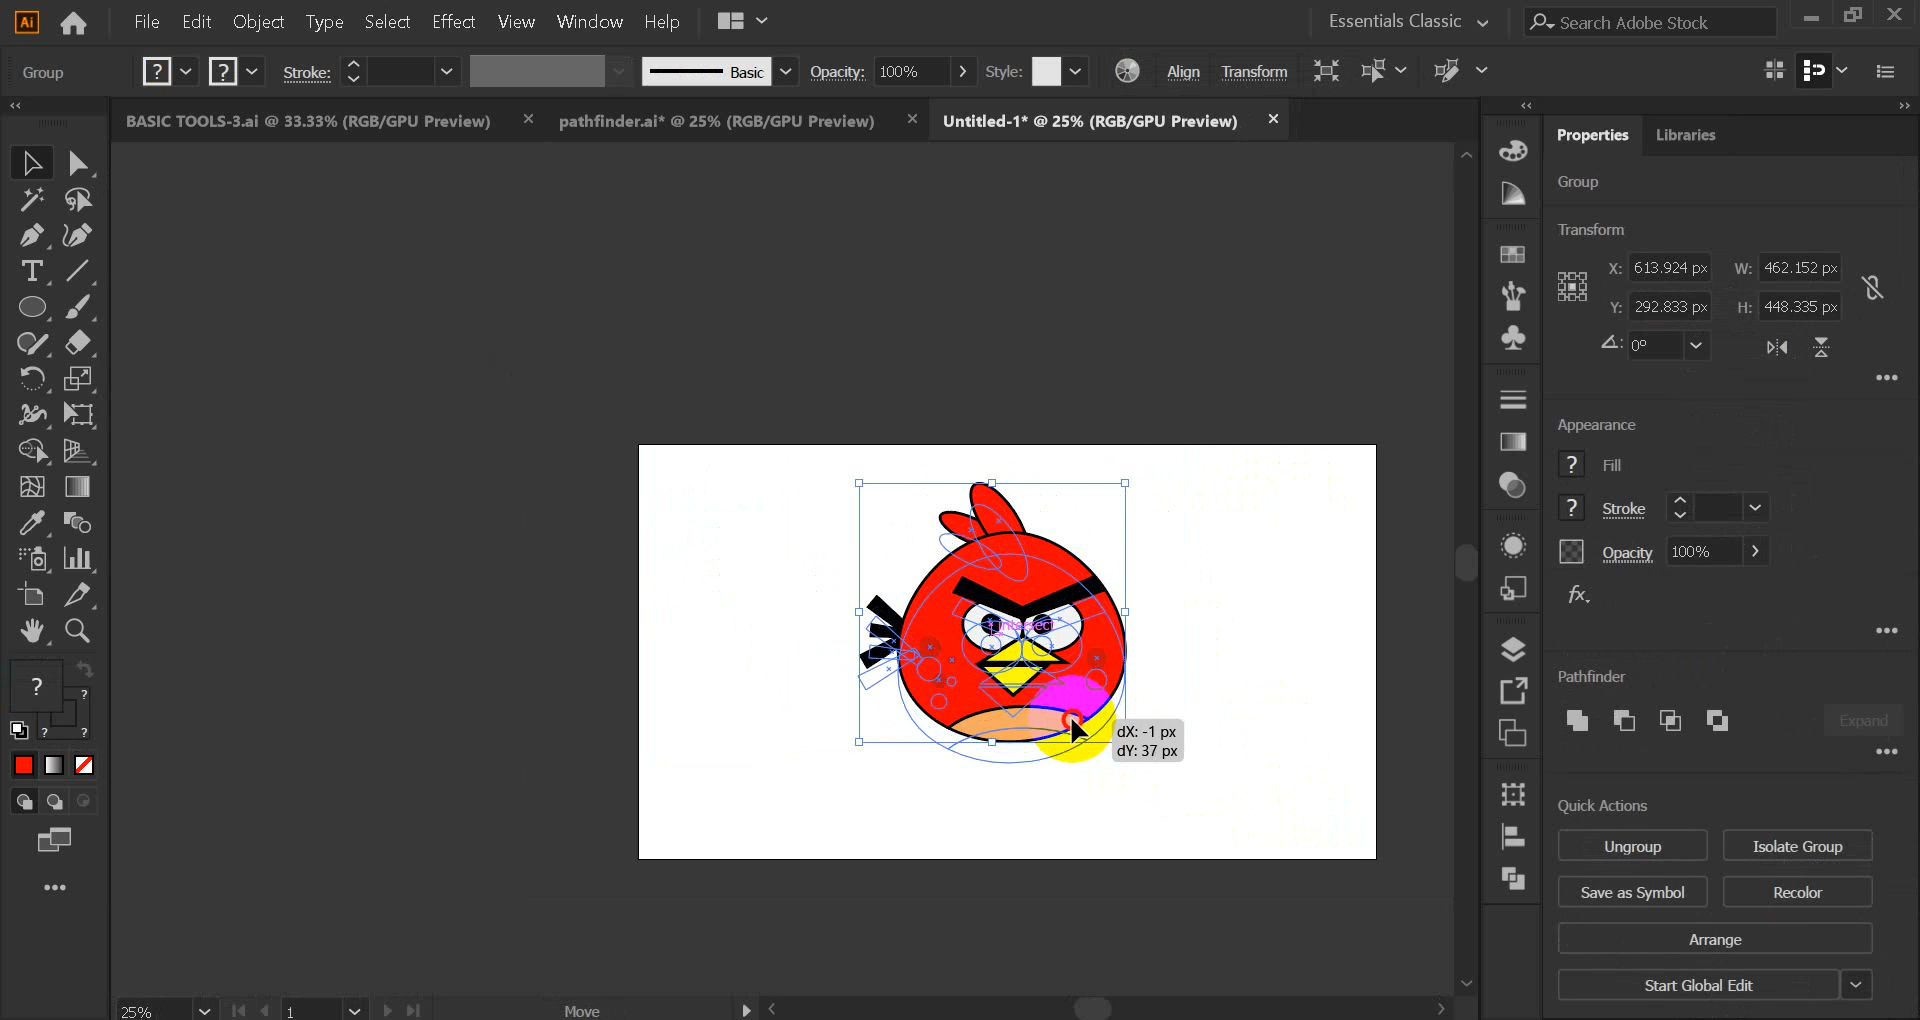 Ai File Edit Object Type Select Effect View Window Help Essentials Classic Search Adobe Stock
Group ? ? Stroke: Basic Opacity: 100% Style: Align Transform
BASIC TOOLS-3.ai @ 33.33% (RGB/GPU Preview) × pathfinder.ai* @ 25% (RGB/GPU Preview) × Untitled-1* @ 25% (RGB/GPU Preview) ×
Properties Libraries
Group
Transform
X: 613.924 px W: 462.152 px
Y: 292.833 px H: 448.335 px
0°
Appearance
? Fill
? Stroke
Opacity 100%
fx.
intersect
dX: -1 px
dY: 37 px
Pathfinder
Expand
Quick Actions
Ungroup Isolate Group
Save as Symbol Recolor
Arrange
Start Global Edit
T
? ?
? ?
25% 1 Move